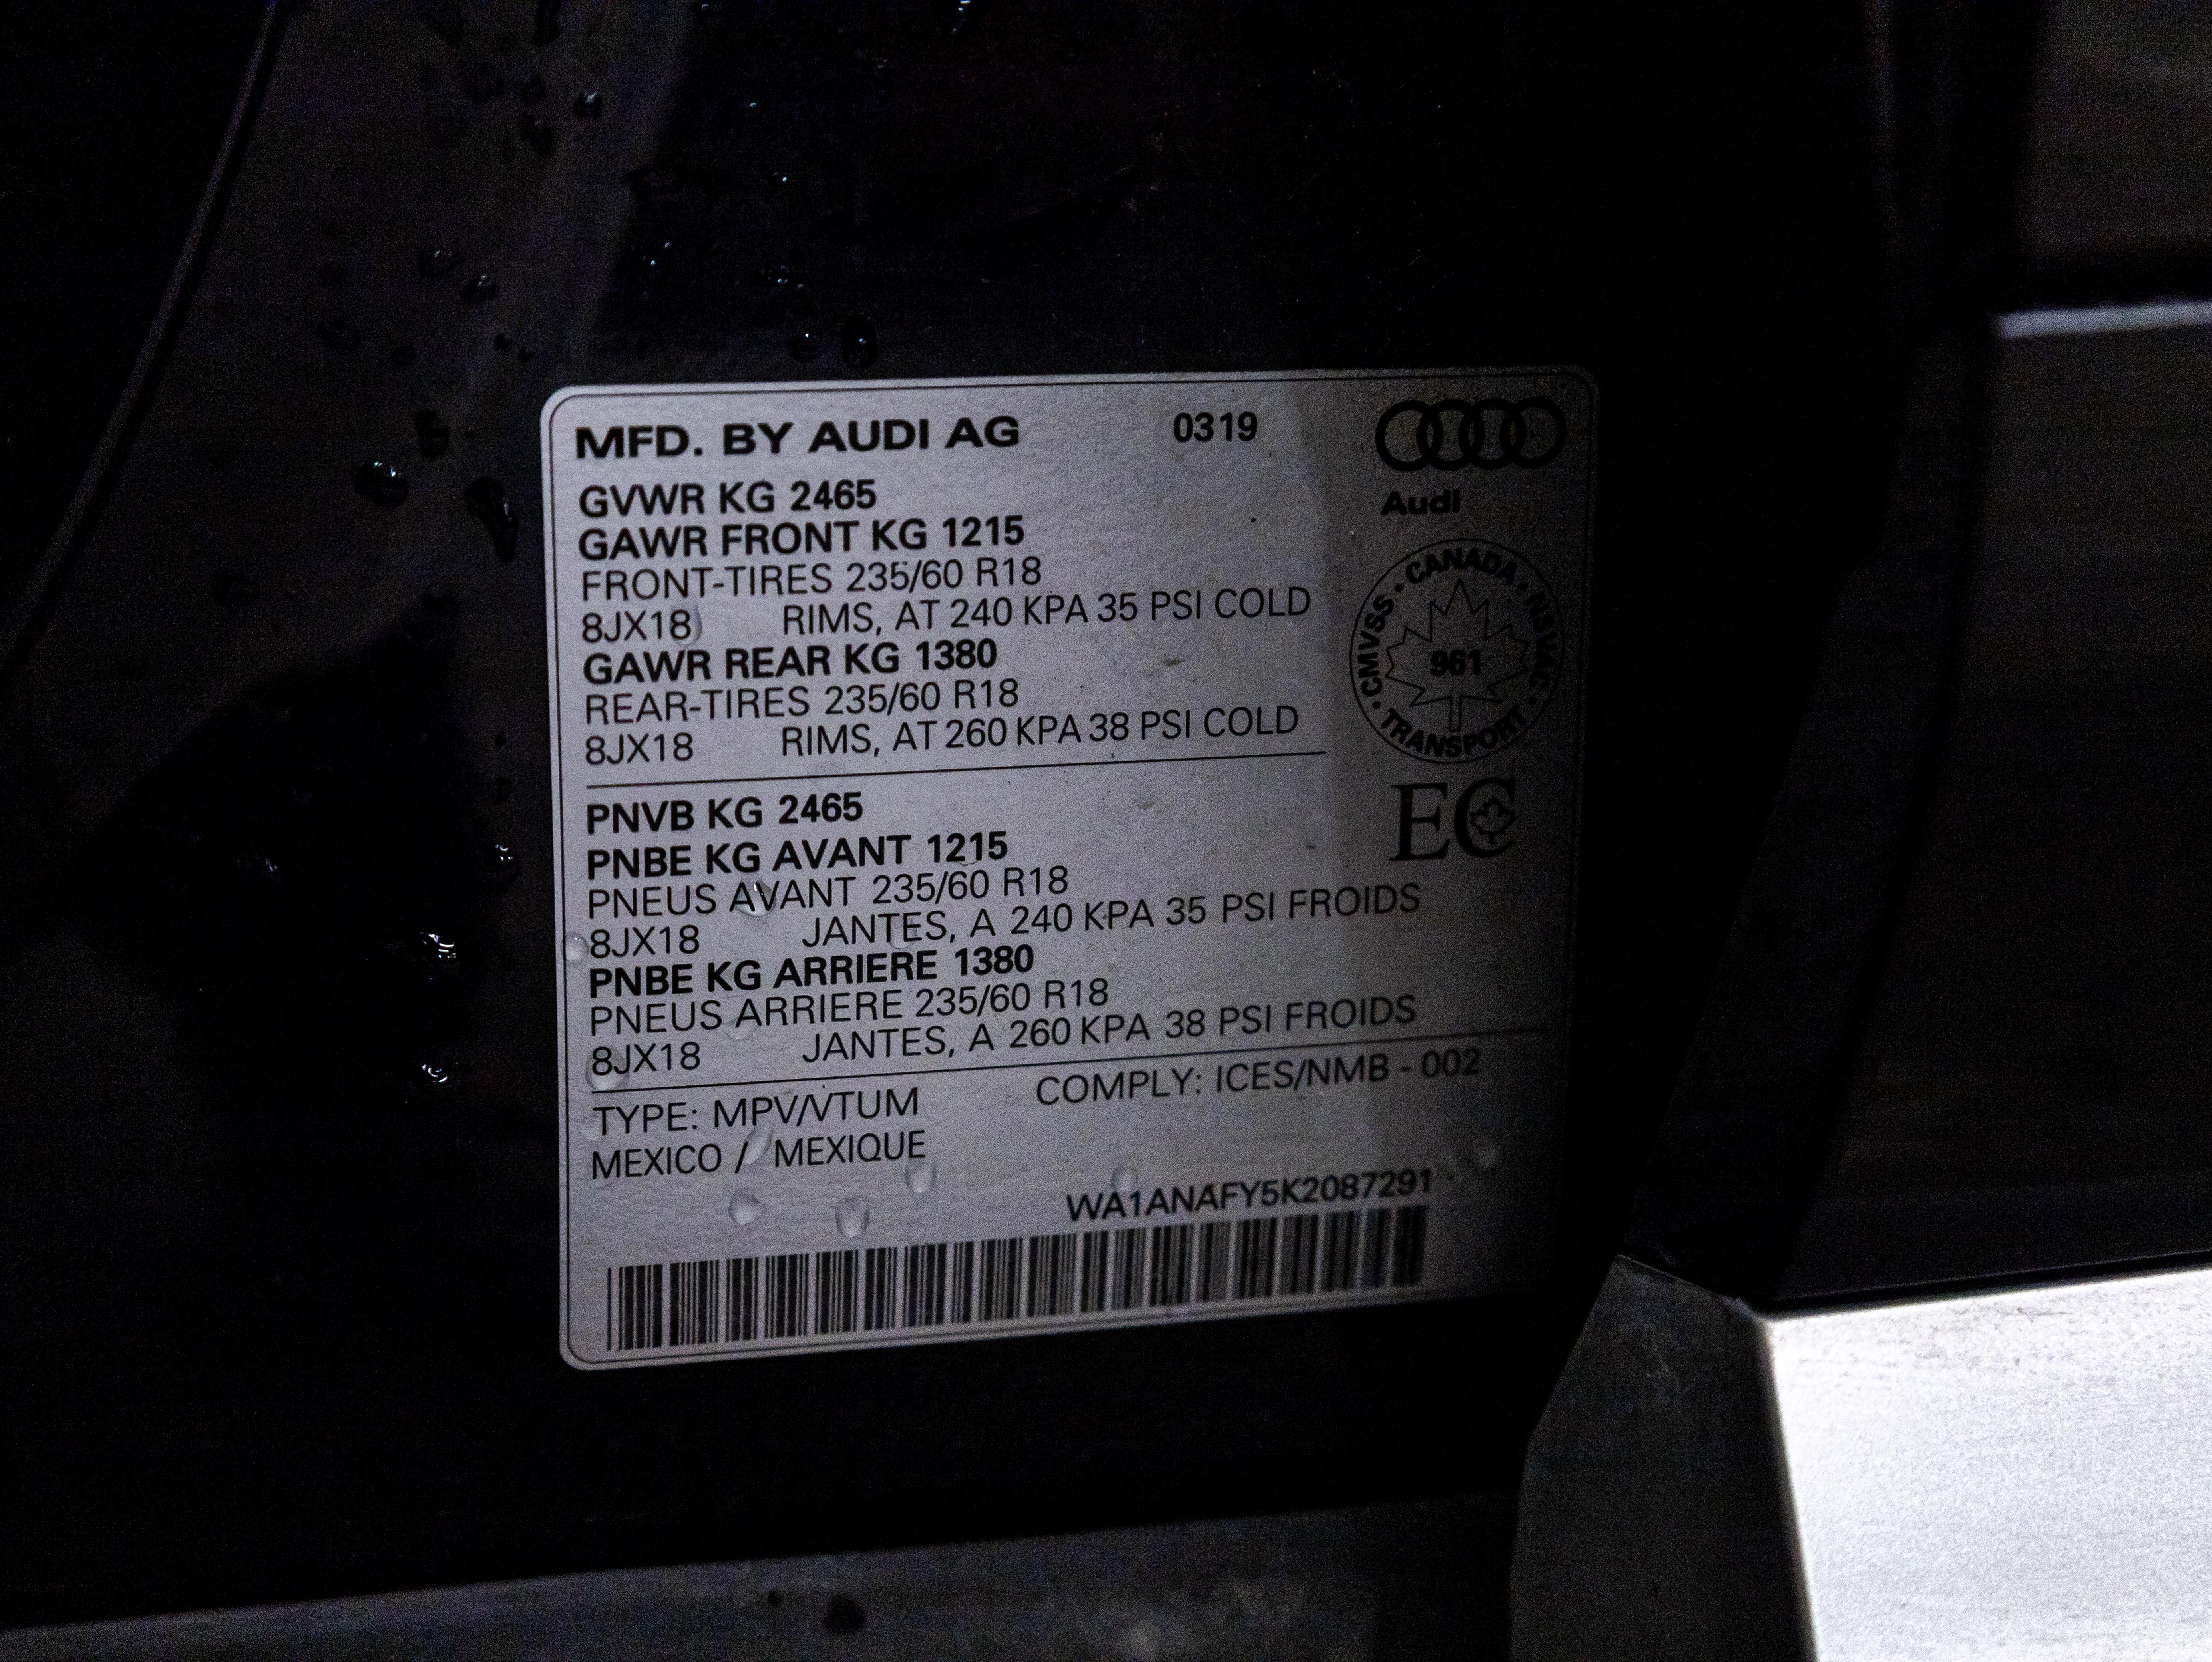 MFD. BY AUDI AG 0319
Audi
GVWR KG 2465
GAWR FRONT KG 1215
FRONT-TIRES 235/60 R18
8JX18 RIMS, AT 240 KPA 35 PSI COLD
GAWR REAR KG 1380
REAR-TIRES 235/60 R18
8JX18 RIMS, AT 260 KPA 38 PSI COLD
CANADA · NSVAC · TRANSPORT · CMVSS ·
961
EC
PNVB KG 2465
PNBE KG AVANT 1215
PNEUS AVANT 235/60 R18
8JX18 JANTES, A 240 KPA 35 PSI FROIDS
PNBE KG ARRIERE 1380
PNEUS ARRIERE 235/60 R18
8JX18 JANTES, A 260 KPA 38 PSI FROIDS
TYPE: MPV/VTUM COMPLY: ICES/NMB - 002
MEXICO / MEXIQUE
WA1ANAFY5K2087291